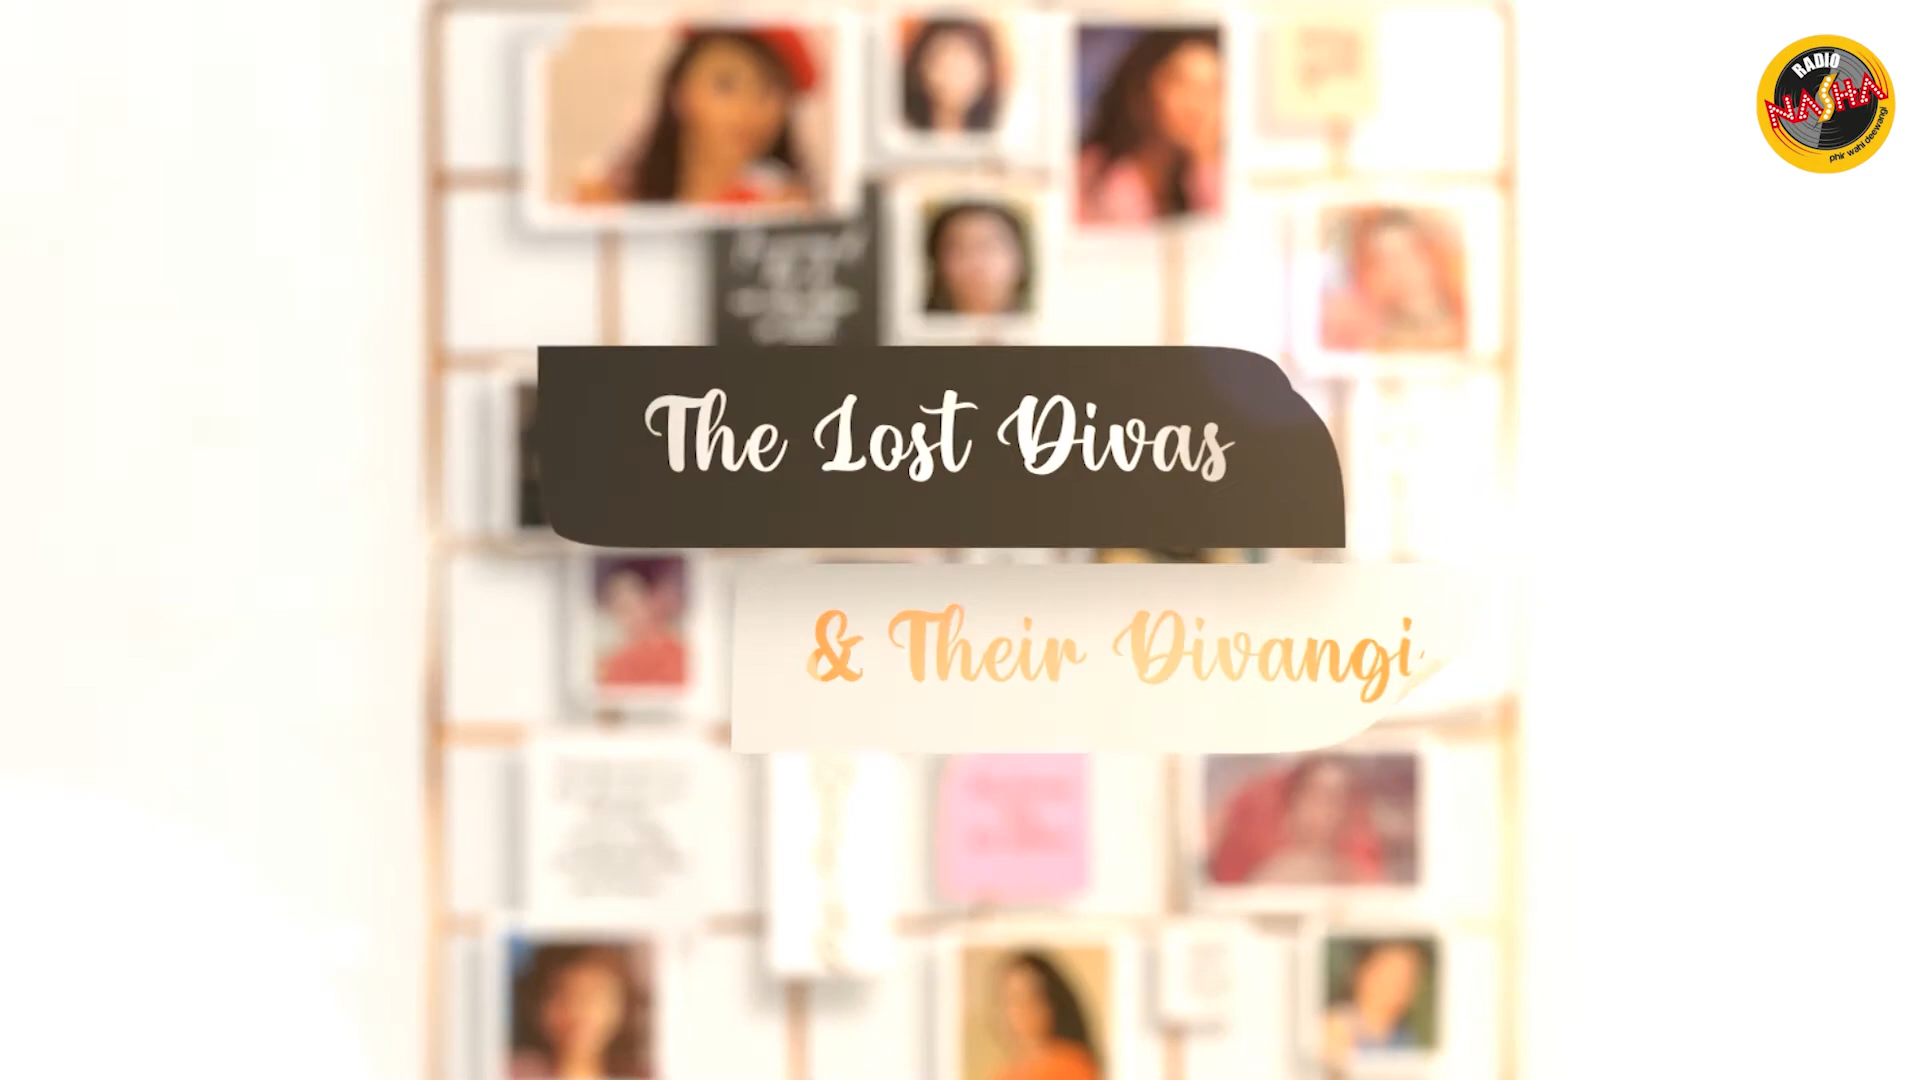 RADIO
NASHA
phir wahi deewangi
The Lost Divas
& Their Divangi